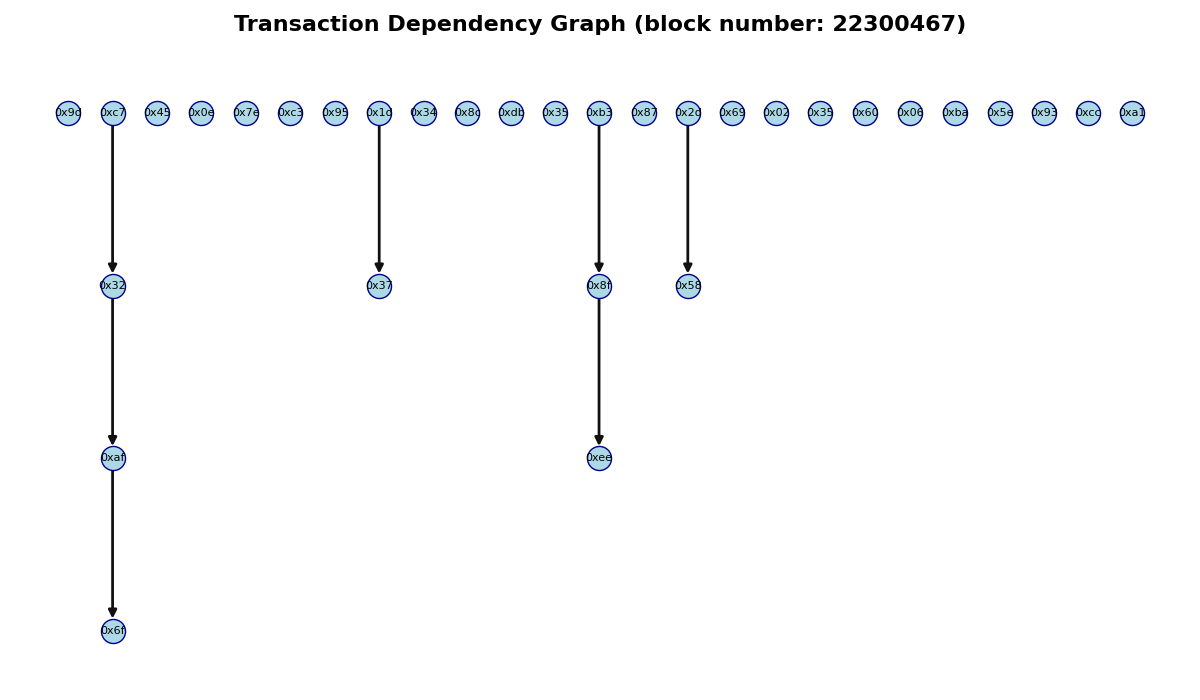 Transaction Dependency Graph (block number: 22300467)
0x9d 0xc7 0x45 0x0e 0x7e 0xc3 0x95 0x1d 0x34 0x8c 0xdb 0x35 0xb3 0x87 0x2d 0x69 0x02 0x35 0x60 0x06 0xba 0x5e 0x93 0xcc 0xa1
0x32 0x37 0x8f 0x58
0xaf 0xee
0x6f